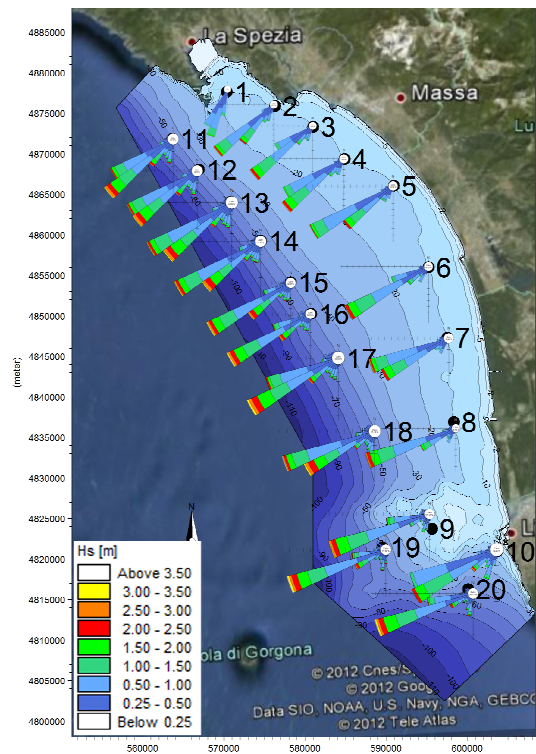 4885000
4880000
4875000
4870000
4865000
4860000
4855000
4850000
4845000
4840000
4835000
4830000
4825000
4820000
4815000
4810000
4805000
4800000
(meter)
560000
570000
580000
590000
600000
La Spezia
Massa
Lu
1
2
3
4
5
6
7
8
9
10
11
12
13
14
15
16
17
18
19
20
L
N
Hs [m]
Above 3.50
3.00 - 3.50
2.50 - 3.00
2.00 - 2.50
1.50 - 2.00
1.00 - 1.50
0.50 - 1.00
0.25 - 0.50
Below 0.25
ola di Gorgona
© 2012 Cnes/S
© 2012 Goog
Data SIO, NOAA, U.S. Navy, NGA, GEBCO
© 2012 Tele Atlas